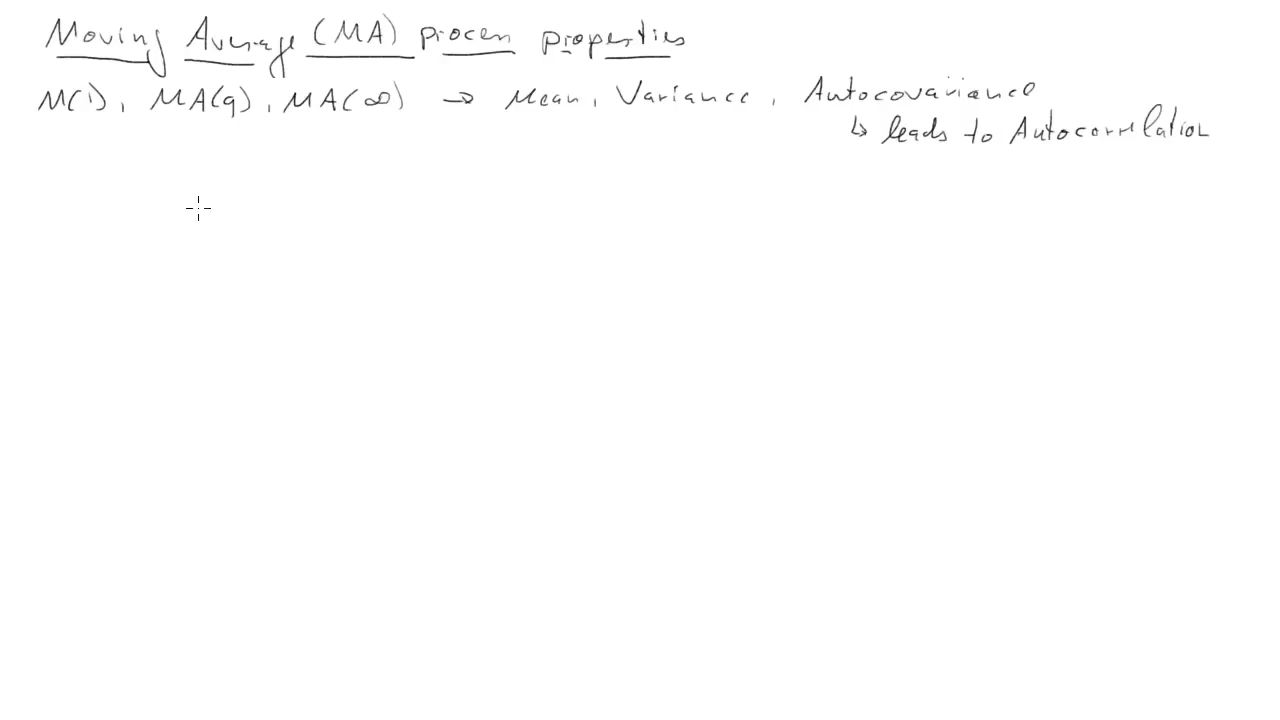 Moving Average (MA) process properties
M(1), MA(q), MA(∞) → Mean, Variance, Autocovariance
↳ leads to Autocorrelation